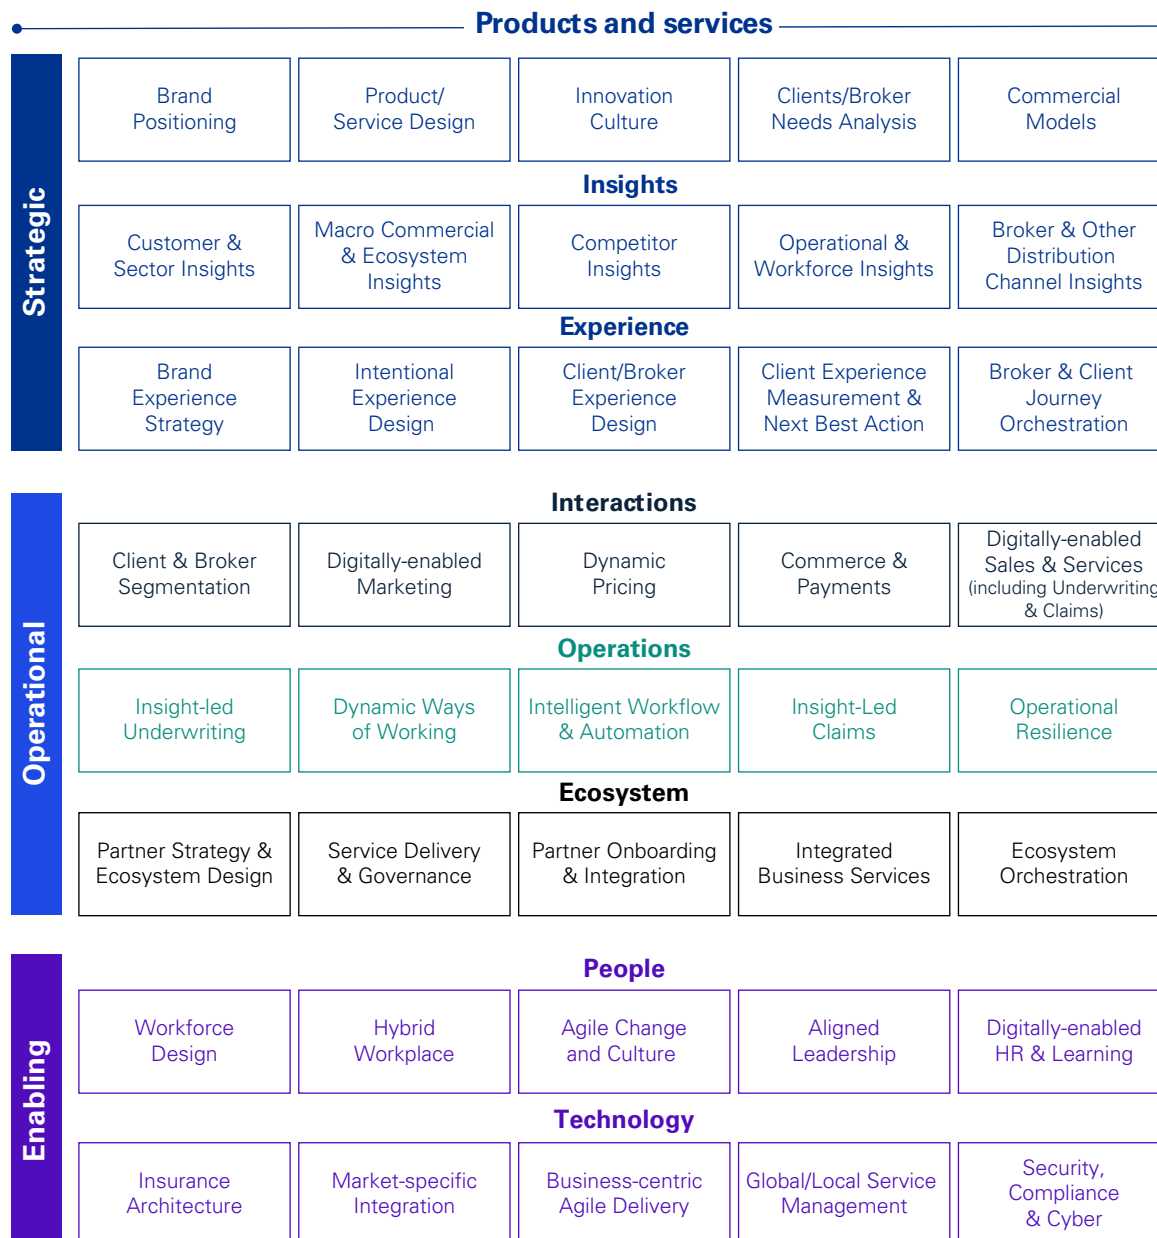 Products and services
Strategic
Brand
Positioning
Product/
Service Design
Innovation
Culture
Clients/Broker
Needs Analysis
Commercial
Models
Insights
Customer &
Sector Insights
Macro Commercial
& Ecosystem
Insights
Competitor
Insights
Operational &
Workforce Insights
Broker & Other
Distribution
Channel Insights
Experience
Brand
Experience
Strategy
Intentional
Experience
Design
Client/Broker
Experience
Design
Client Experience
Measurement &
Next Best Action
Broker & Client
Journey
Orchestration
Operational
Interactions
Client & Broker
Segmentation
Digitally-enabled
Marketing
Dynamic
Pricing
Commerce &
Payments
Digitally-enabled
Sales & Services
(including Underwriting
& Claims)
Operations
Insight-led
Underwriting
Dynamic Ways
of Working
Intelligent Workflow
& Automation
Insight-Led
Claims
Operational
Resilience
Ecosystem
Partner Strategy &
Ecosystem Design
Service Delivery
& Governance
Partner Onboarding
& Integration
Integrated
Business Services
Ecosystem
Orchestration
Enabling
People
Workforce
Design
Hybrid
Workplace
Agile Change
and Culture
Aligned
Leadership
Digitally-enabled
HR & Learning
Technology
Insurance
Architecture
Market-specific
Integration
Business-centric
Agile Delivery
Global/Local Service
Management
Security,
Compliance
& Cyber